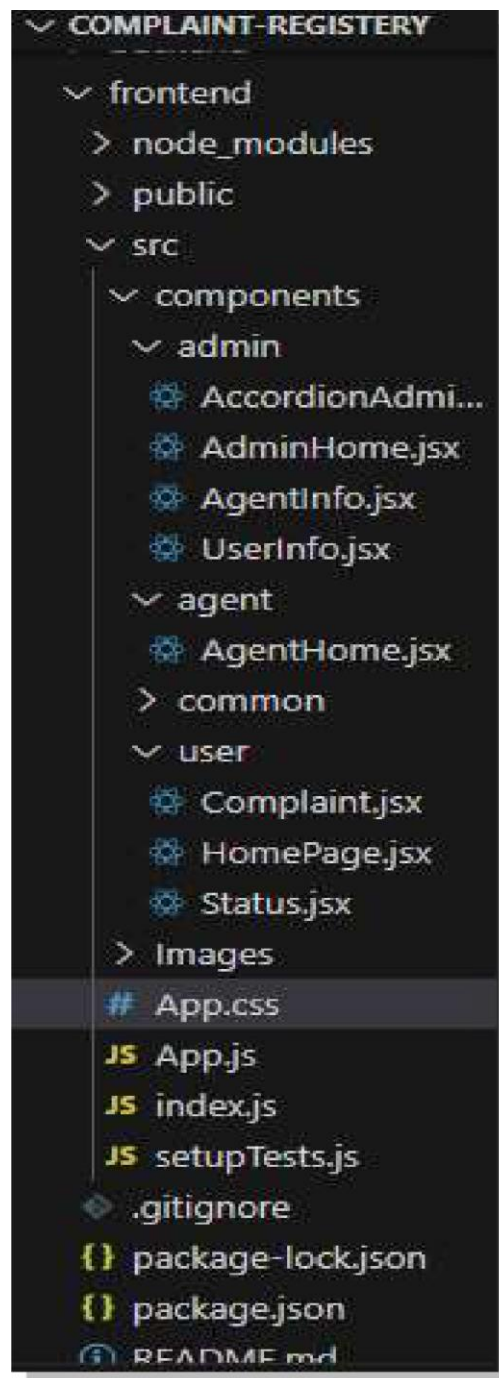 COMPLAINT-REGISTERY
frontend
node_modules
public
src
components
admin
AccordionAdmi...
AdminHome.jsx
AgentInfo.jsx
UserInfo.jsx
agent
AgentHome.jsx
common
user
Complaint.jsx
HomePage.jsx
Status.jsx
Images
# App.css
JS App.js
JS index.js
JS setupTests.js
.gitignore
{} package-lock.json
{} package.json
README.md